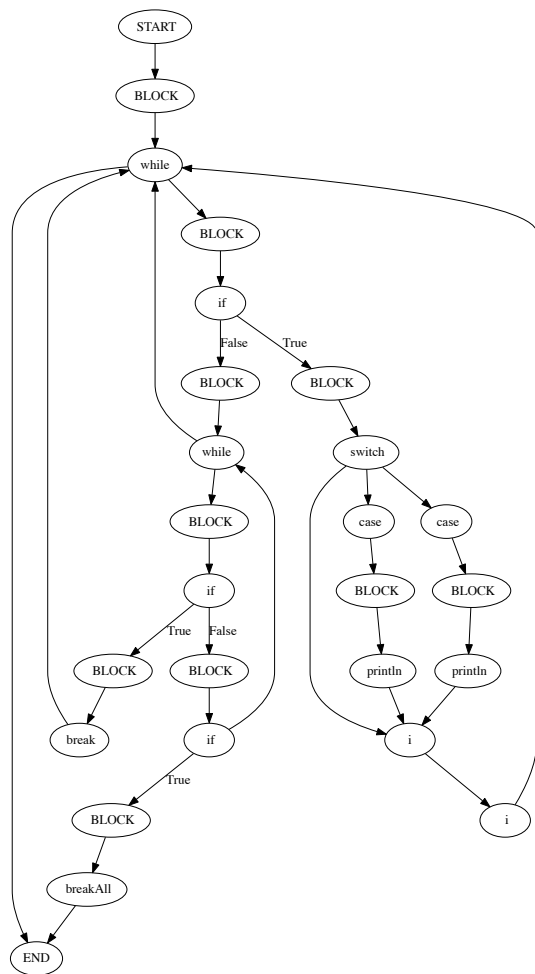 START
BLOCK
while
BLOCK
if
False
True
BLOCK
BLOCK
while
switch
BLOCK
case
case
if
BLOCK
BLOCK
True
False
BLOCK
BLOCK
println
println
break
if
i
True
BLOCK
i
breakAll
END